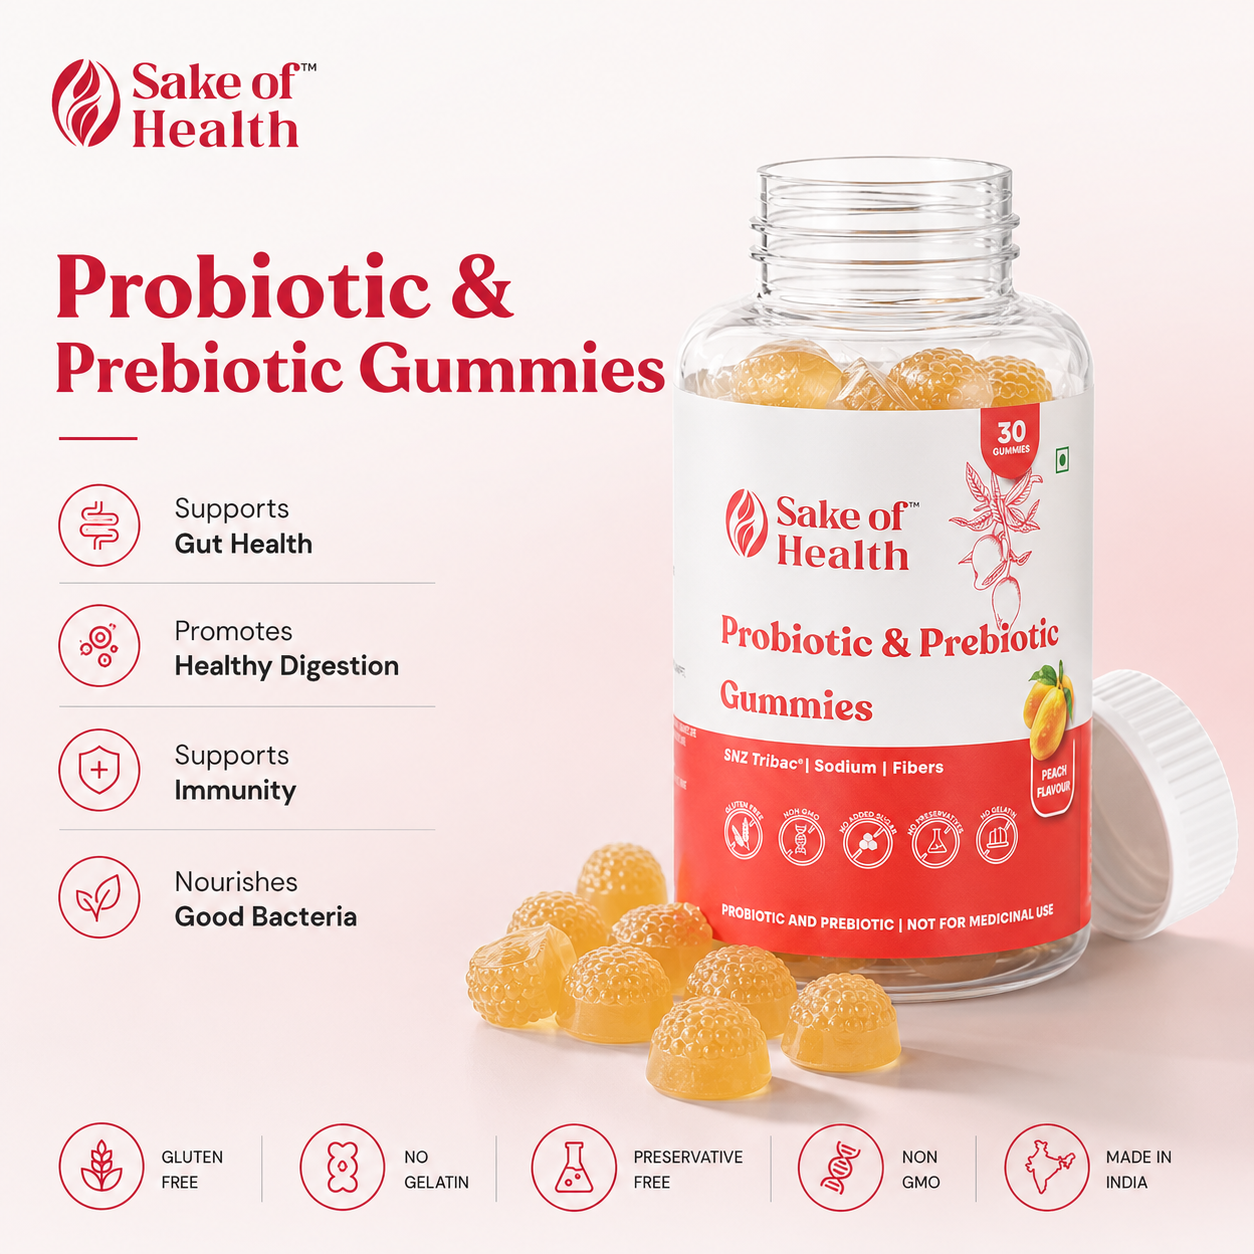 Sake of™
Health
Probiotic &
Prebiotic Gummies
Supports
Gut Health
Promotes
Healthy Digestion
Supports
Immunity
Nourishes
Good Bacteria
30
GUMMIES
Sake of™
Health
Probiotic & Prebiotic
Gummies
SNZ Tribac® | Sodium | Fibers
PEACH
FLAVOUR
GLUTEN FREE
NON GMO
NO ADDED SUGAR
NO PRESERVATIVES
NO GELATIN
PROBIOTIC AND PREBIOTIC | NOT FOR MEDICINAL USE
GLUTEN
FREE
NO
GELATIN
PRESERVATIVE
FREE
NON
GMO
MADE IN
INDIA